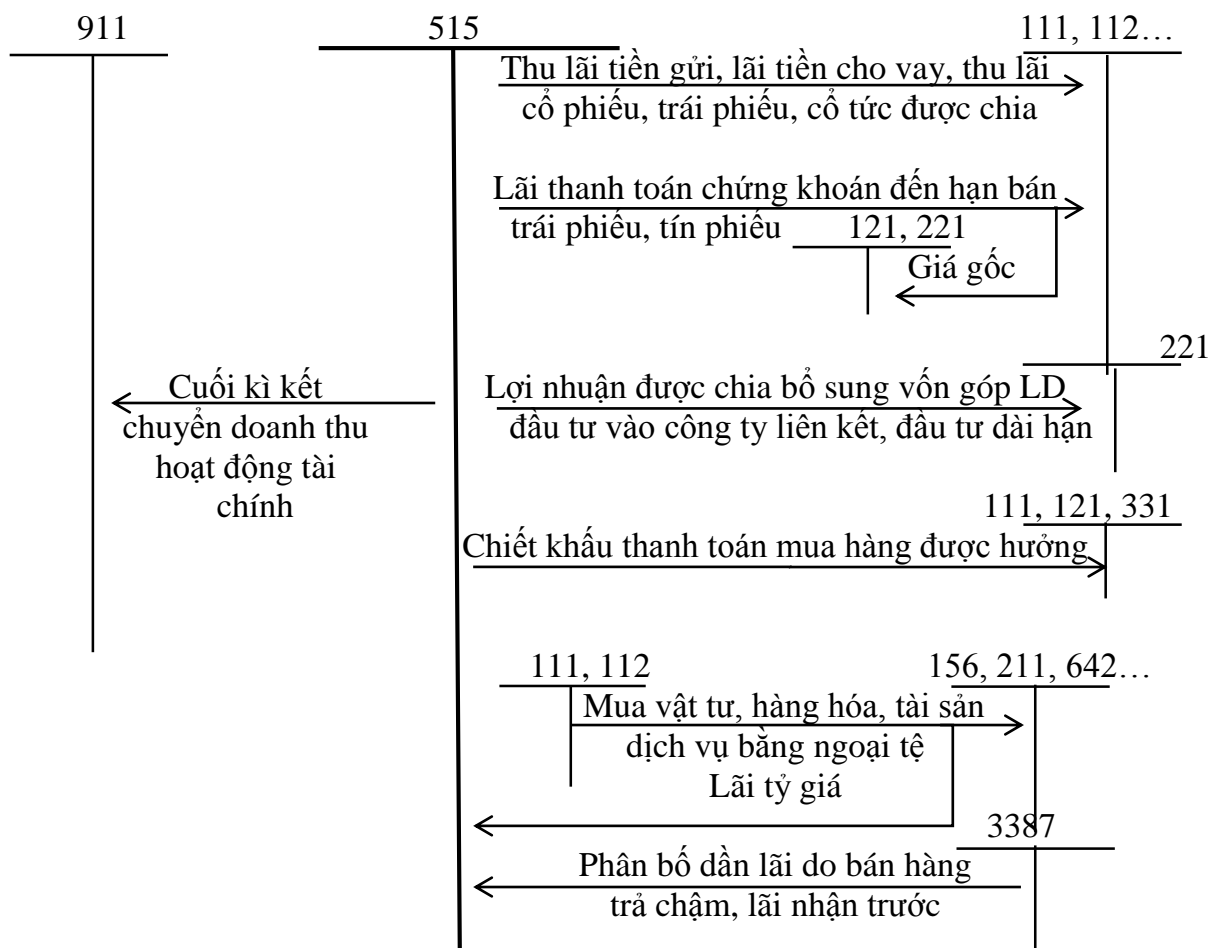 911
515
111, 112…
Thu lãi tiền gửi, lãi tiền cho vay, thu lãi
cổ phiếu, trái phiếu, cổ tức được chia
Lãi thanh toán chứng khoán đến hạn bán
trái phiếu, tín phiếu
121, 221
Giá gốc
221
Cuối kì kết
chuyển doanh thu
hoạt động tài
chính
Lợi nhuận được chia bổ sung vốn góp LD
đầu tư vào công ty liên kết, đầu tư dài hạn
111, 121, 331
Chiết khấu thanh toán mua hàng được hưởng
111, 112
156, 211, 642…
Mua vật tư, hàng hóa, tài sản
dịch vụ bằng ngoại tệ
Lãi tỷ giá
3387
Phân bố dần lãi do bán hàng
trả chậm, lãi nhận trước